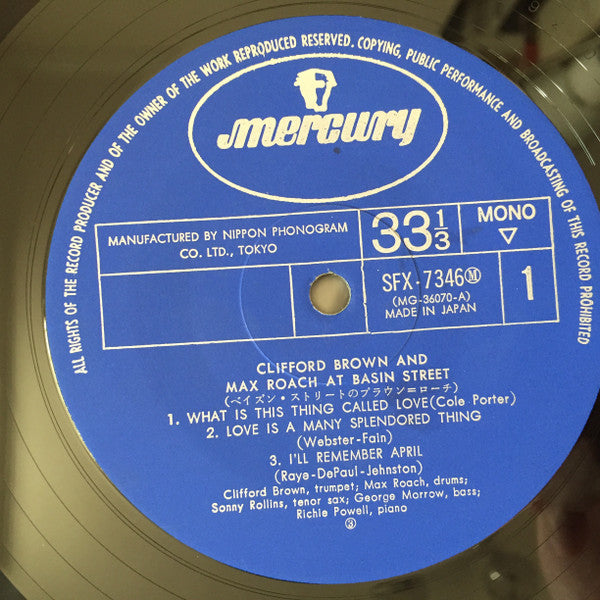 ALL RIGHTS OF THE RECORD PRODUCER AND OF THE OWNER OF THE WORK REPRODUCED RESERVED. COPYING, PUBLIC PERFORMANCE AND BROADCASTING OF THIS RECORD PROHIBITED
mercury
MANUFACTURED BY NIPPON PHONOGRAM
CO. LTD., TOKYO
33 1/3
MONO
▽
SFX-7346Ⓜ
(MG-36070-A)
MADE IN JAPAN
1
CLIFFORD BROWN AND
MAX ROACH AT BASIN STREET
(ベイズン・ストリートのブラウン=ローチ)
1. WHAT IS THIS THING CALLED LOVE(Cole Porter)
2. LOVE IS A MANY SPLENDORED THING
(Webster-Fain)
3. I'LL REMEMBER APRIL
(Raye-DePaul-Johnston)
Clifford Brown, trumpet; Max Roach, drums;
Sonny Rollins, tenor sax; George Morrow, bass;
Richie Powell, piano
③